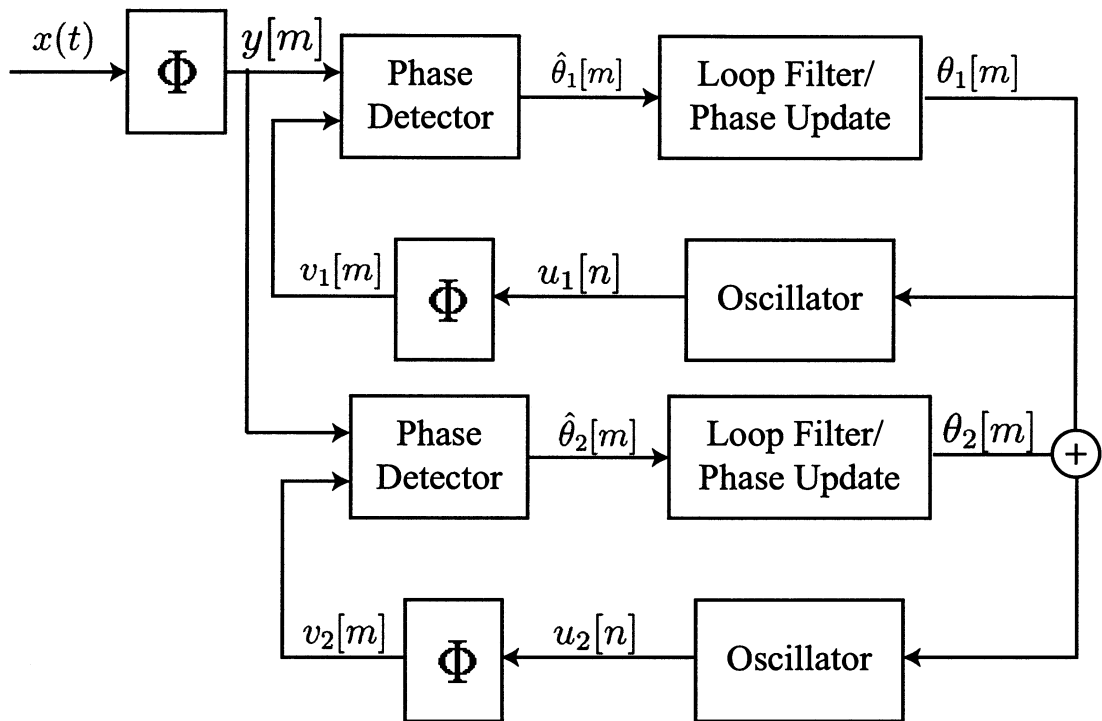 x(t)
Φ
y[m]
Phase
Detector
θ̂₁[m]
Loop Filter/
Phase Update
θ₁[m]
v₁[m]
Φ
u₁[n]
Oscillator
Phase
Detector
θ̂₂[m]
Loop Filter/
Phase Update
θ₂[m]
+
v₂[m]
Φ
u₂[n]
Oscillator